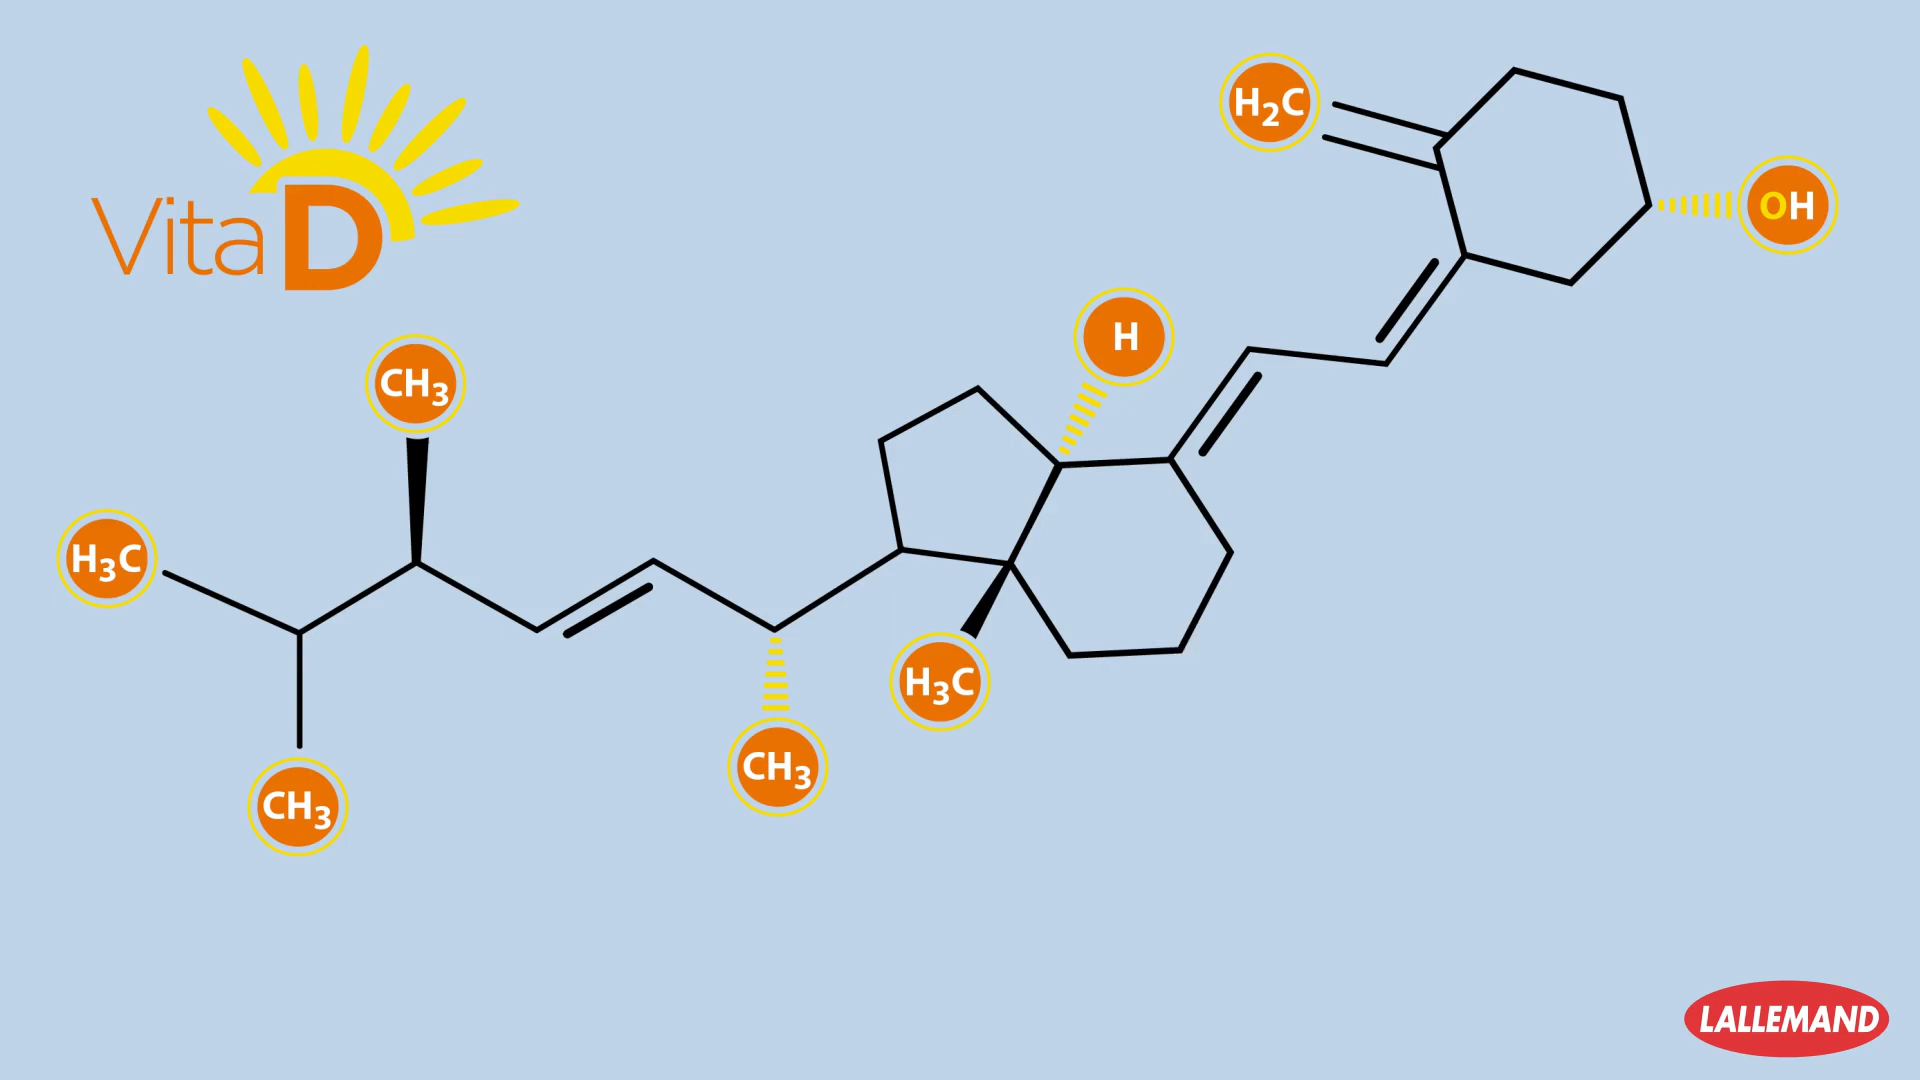 VitaD
H₂C
OH
H
CH₃
H₃C
H₃C
CH₃
CH₃
LALLEMAND